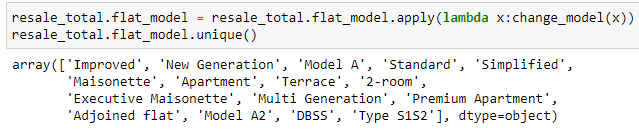 resale_total.flat_model = resale_total.flat_model.apply(lambda x:change_model(x))
resale_total.flat_model.unique()
array(['Improved', 'New Generation', 'Model A', 'Standard', 'Simplified',
'Maisonette', 'Apartment', 'Terrace', '2-room',
'Executive Maisonette', 'Multi Generation', 'Premium Apartment',
'Adjoined flat', 'Model A2', 'DBSS', 'Type S1S2'], dtype=object)